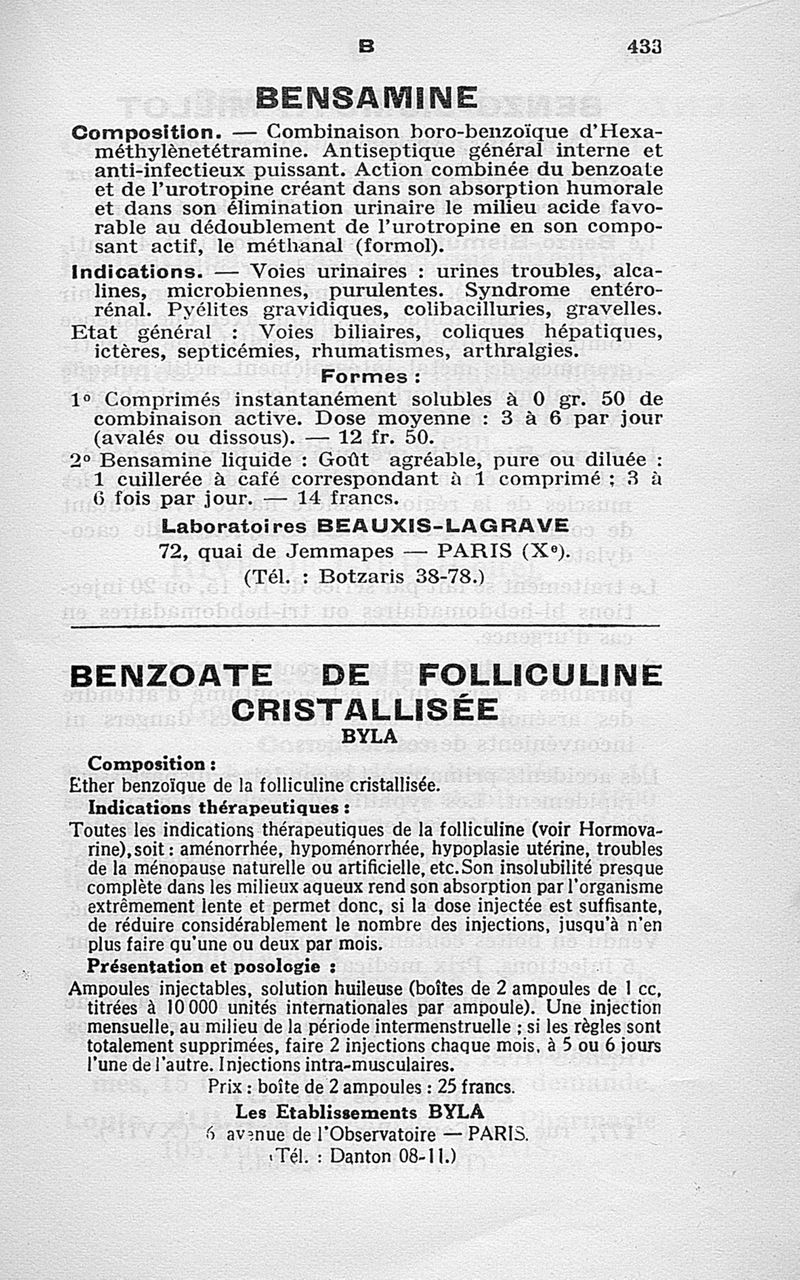 B 433
BENSAMINE
Composition. — Combinaison boro-benzoïque d'Hexa-
méthylènetétramine. Antiseptique général interne et
anti-infectieux puissant. Action combinée du benzoate
et de l'urotropine créant dans son absorption humorale
et dans son élimination urinaire le milieu acide favo-
rable au dédoublement de l'urotropine en son compo-
sant actif, le méthanal (formol).
Indications. — Voies urinaires : urines troubles, alca-
lines, microbiennes, purulentes. Syndrome entéro-
rénal. Pyélites gravidiques, colibacilluries, gravelles.
Etat général : Voies biliaires, coliques hépatiques,
ictères, septicémies, rhumatismes, arthralgies.
Formes :
1º Comprimés instantanément solubles à 0 gr. 50 de
combinaison active. Dose moyenne : 3 à 6 par jour
(avalés ou dissous). — 12 fr. 50.
2º Bensamine liquide : Goût agréable, pure ou diluée :
1 cuillerée à café correspondant à 1 comprimé ; 3 à
6 fois par jour. — 14 francs.
Laboratoires BEAUXIS-LAGRAVE
72, quai de Jemmapes — PARIS (Xe).
(Tél. : Botzaris 38-78.)
BENZOATE DE FOLLICULINE
CRISTALLISÉE
BYLA
Composition :
Ether benzoïque de la folliculine cristallisée.
Indications thérapeutiques :
Toutes les indications thérapeutiques de la folliculine (voir Hormova-
rine), soit : aménorrhée, hypoménorrhée, hypoplasie utérine, troubles
de la ménopause naturelle ou artificielle, etc. Son insolubilité presque
complète dans les milieux aqueux rend son absorption par l'organisme
extrêmement lente et permet donc, si la dose injectée est suffisante,
de réduire considérablement le nombre des injections, jusqu'à n'en
plus faire qu'une ou deux par mois.
Présentation et posologie :
Ampoules injectables, solution huileuse (boîtes de 2 ampoules de 1 cc,
titrées à 10 000 unités internationales par ampoule). Une injection
mensuelle, au milieu de la période intermenstruelle ; si les règles sont
totalement supprimées, faire 2 injections chaque mois, à 5 ou 6 jours
l'une de l'autre. Injections intra-musculaires.
Prix : boîte de 2 ampoules : 25 francs.
Les Etablissements BYLA
6 avenue de l'Observatoire — PARIS.
(Tél. : Danton 08-11.)